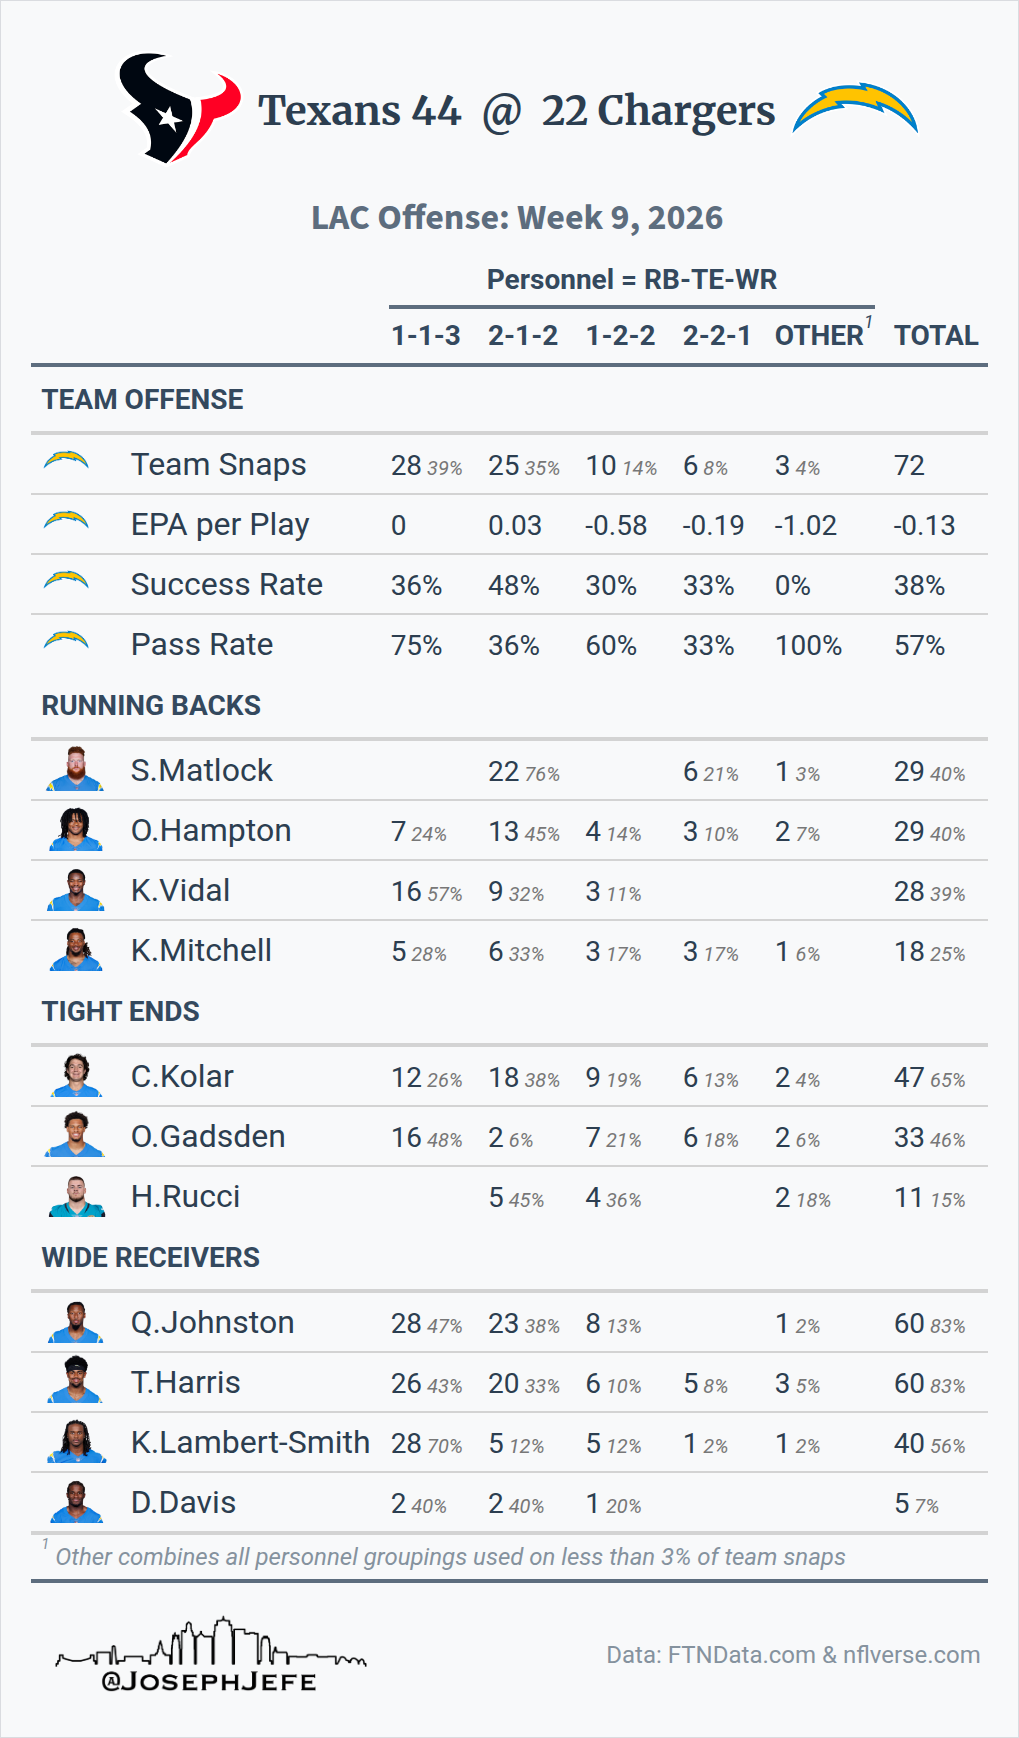 Texans 44 @ 22 Chargers
LAC Offense: Week 9, 2026
Personnel = RB-TE-WR
1-1-3 2-1-2 1-2-2 2-2-1 OTHER1 TOTAL
TEAM OFFENSE
Team Snaps 28 39% 25 35% 10 14% 6 8% 3 4% 72
EPA per Play 0 0.03 -0.58 -0.19 -1.02 -0.13
Success Rate 36% 48% 30% 33% 0% 38%
Pass Rate 75% 36% 60% 33% 100% 57%
RUNNING BACKS
S.Matlock 22 76% 6 21% 1 3% 29 40%
O.Hampton 7 24% 13 45% 4 14% 3 10% 2 7% 29 40%
K.Vidal 16 57% 9 32% 3 11% 28 39%
K.Mitchell 5 28% 6 33% 3 17% 3 17% 1 6% 18 25%
TIGHT ENDS
C.Kolar 12 26% 18 38% 9 19% 6 13% 2 4% 47 65%
O.Gadsden 16 48% 2 6% 7 21% 6 18% 2 6% 33 46%
H.Rucci 5 45% 4 36% 2 18% 11 15%
WIDE RECEIVERS
Q.Johnston 28 47% 23 38% 8 13% 1 2% 60 83%
T.Harris 26 43% 20 33% 6 10% 5 8% 3 5% 60 83%
K.Lambert-Smith 28 70% 5 12% 5 12% 1 2% 1 2% 40 56%
D.Davis 2 40% 2 40% 1 20% 5 7%
1 Other combines all personnel groupings used on less than 3% of team snaps
@JosephJefe
Data: FTNData.com & nflverse.com